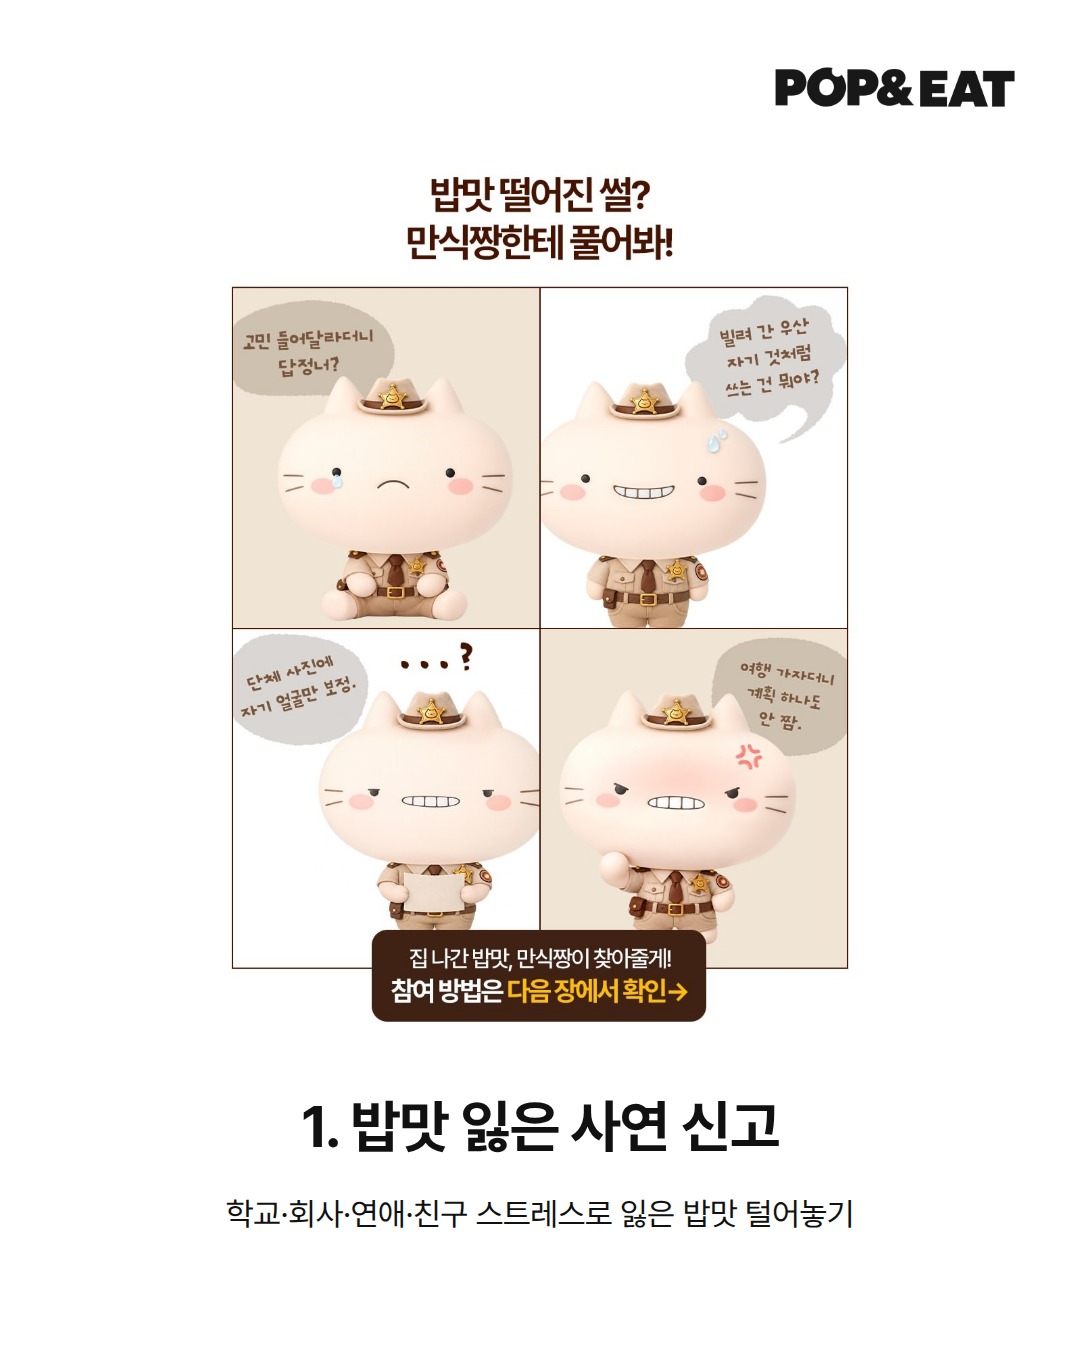 POP&EAT
밥맛 떨어진 썰?
만식짱한테 풀어봐!
고민 들어달라더니
답정너?
빌려 간 우산
자기 것처럼
쓰는 건 뭐야?
단체 사진에
자기 얼굴만 보정.
...?
여행 가자더니
계획 하나도
안 짬.
집 나간 밥맛, 만식짱이 찾아줄게!
참여 방법은 다음 장에서 확인→
1. 밥맛 잃은 사연 신고
학교·회사·연애·친구 스트레스로 잃은 밥맛 털어놓기